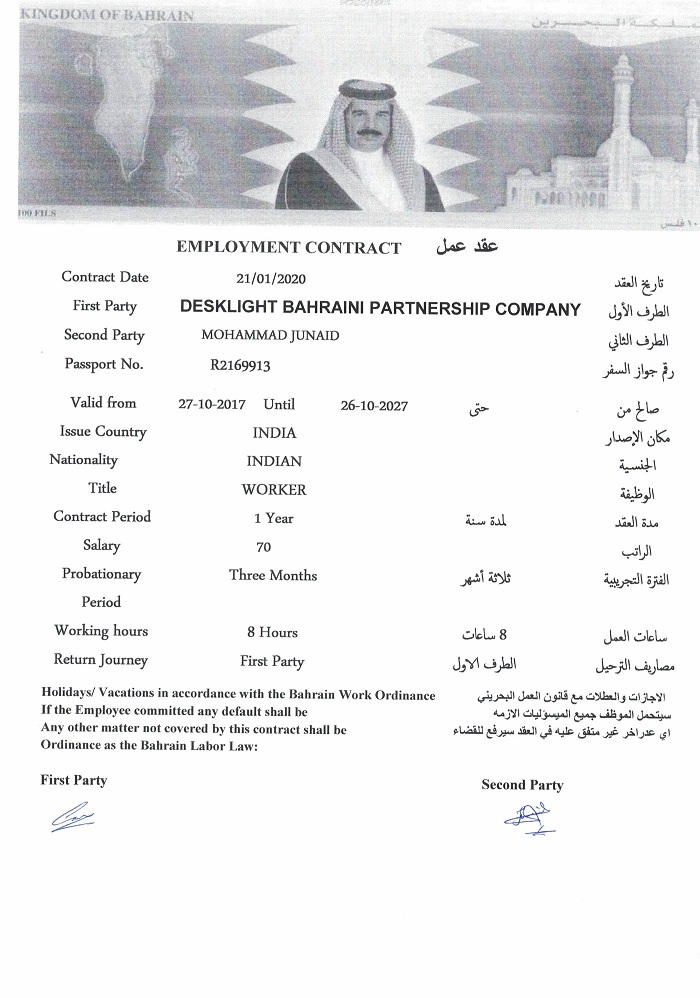 KINGDOM OF BAHRAIN
100 FILS
EMPLOYMENT CONTRACT عقد عمل
Contract Date 21/01/2020 تاريخ العقد
First Party DESKLIGHT BAHRAINI PARTNERSHIP COMPANY الطرف الأول
Second Party MOHAMMAD JUNAID الطرف الثاني
Passport No. R2169913 رقم جواز السفر
Valid from 27-10-2017 Until 26-10-2027 حتى صالح من
Issue Country INDIA مكان الإصدار
Nationality INDIAN الجنسية
Title WORKER الوظيفة
Contract Period 1 Year لمدة سنة مدة العقد
Salary 70 الراتب
Probationary Three Months ثلاثة أشهر الفترة التجريبية
Period
Working hours 8 Hours 8 ساعات ساعات العمل
Return Journey First Party الطرف الاول مصاريف الترحيل
Holidays/ Vacations in accordance with the Bahrain Work Ordinance الاجازات والعطلات مع قانون العمل البحريني
If the Employee committed any default shall be سيتحمل الموظف جميع الميسؤليات الازمه
Any other matter not covered by this contract shall be اي عدراخر غير متفق عليه في العقد سيرفع للقضاء
Ordinance as the Bahrain Labor Law:
First Party Second Party